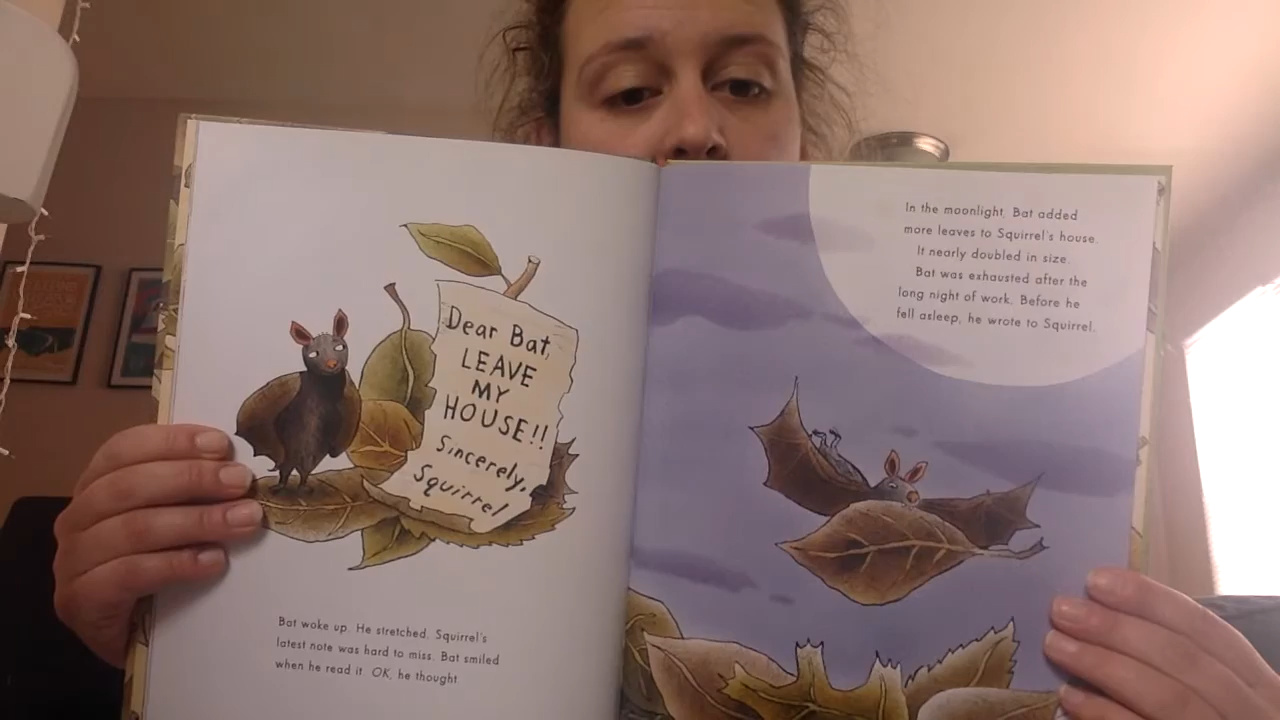 Dear Bat,
LEAVE
MY
HOUSE!!
Sincerely,
Squirrel
Bat woke up. He stretched. Squirrel's
latest note was hard to miss. Bat smiled
when he read it. OK, he thought.
In the moonlight, Bat added
more leaves to Squirrel's house.
It nearly doubled in size.
Bat was exhausted after the
long night of work. Before he
fell asleep, he wrote to Squirrel.